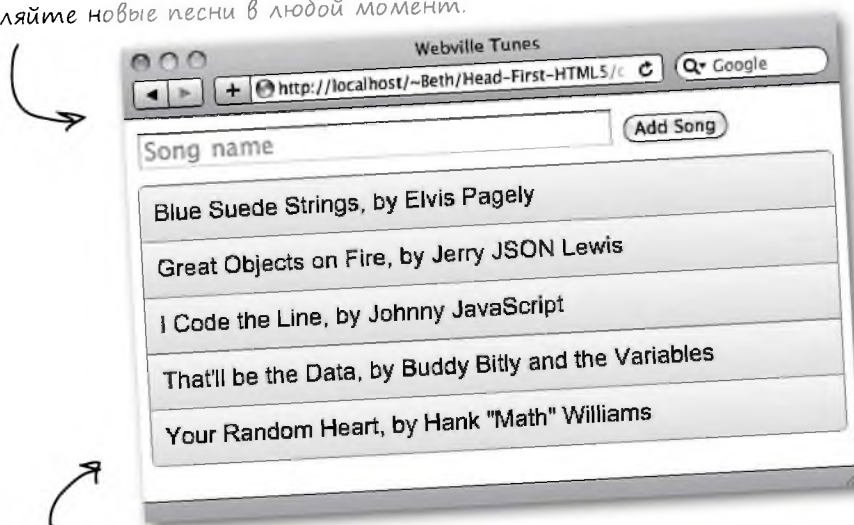 новые песни в любой момент.
Webville Tunes
http://localhost/~Beth/Head-First-HTML5/c
Google
Song name
Add Song
Blue Suede Strings, by Elvis Pagely
Great Objects on Fire, by Jerry JSON Lewis
I Code the Line, by Johnny JavaScript
That'll be the Data, by Buddy Bitly and the Variables
Your Random Heart, by Hank "Math" Williams